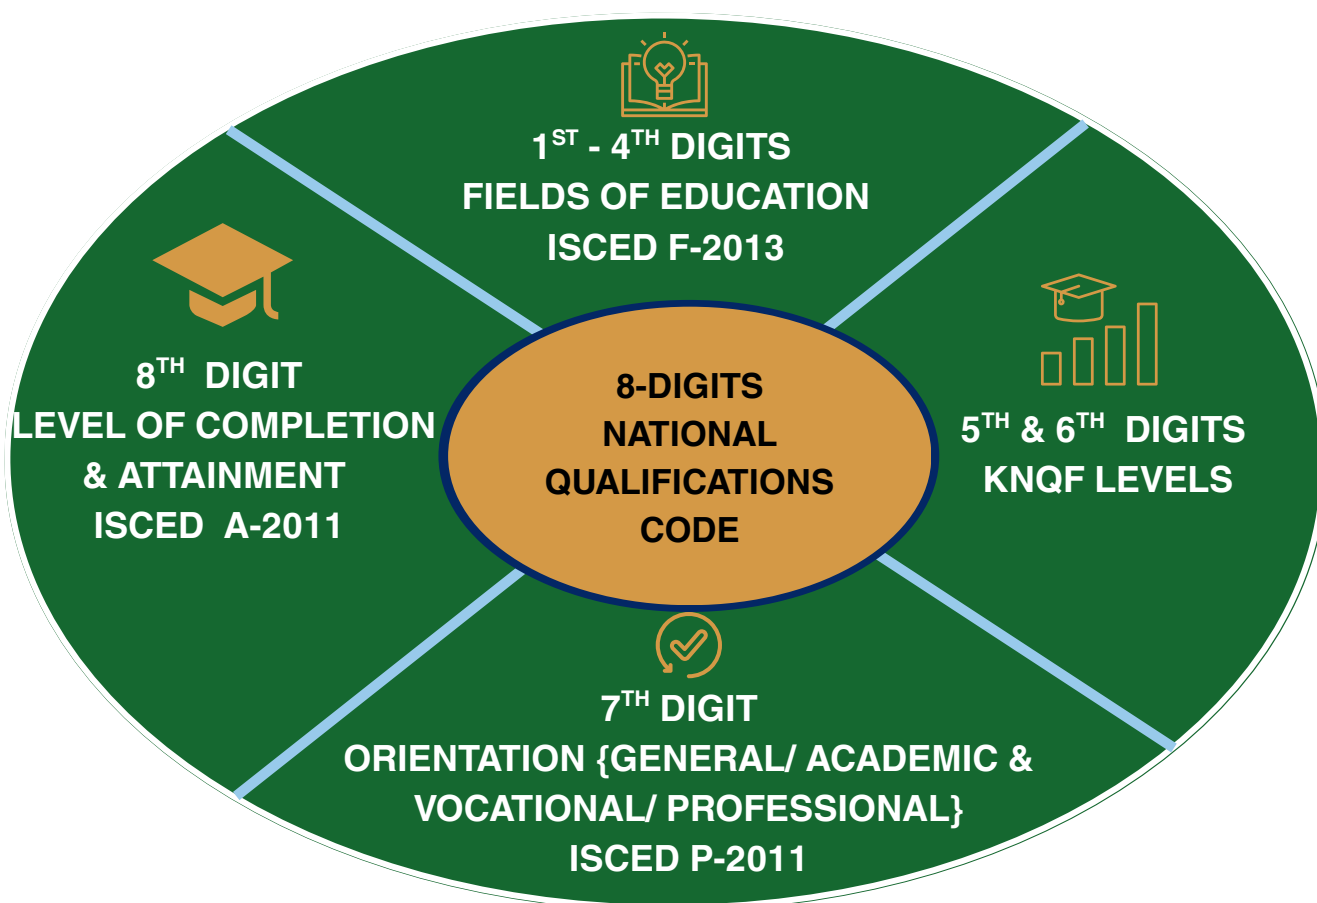 1ST - 4TH DIGITS
FIELDS OF EDUCATION
ISCED F-2013
8TH DIGIT
LEVEL OF COMPLETION
& ATTAINMENT
ISCED A-2011
8-DIGITS
NATIONAL
QUALIFICATIONS
CODE
5TH & 6TH DIGITS
KNQF LEVELS
7TH DIGIT
ORIENTATION {GENERAL/ ACADEMIC &
VOCATIONAL/ PROFESSIONAL}
ISCED P-2011